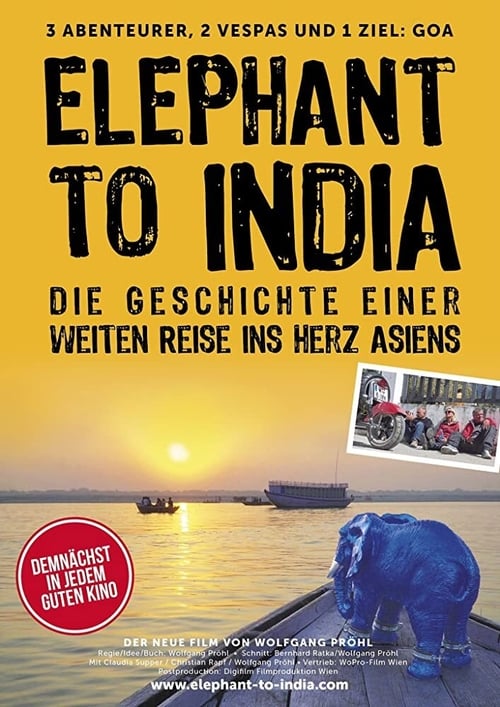 3 ABENTEURER, 2 VESPAS UND 1 ZIEL: GOA
ELEPHANT
TO INDIA
DIE GESCHICHTE EINER
WEITEN REISE INS HERZ ASIENS
DEMNÄCHST
IN JEDEM
GUTEN KINO
DER NEUE FILM VON WOLFGANG PRÖHL
Regie/Idee/Buch: Wolfgang Pröhl • Schnitt: Bernhard Ratka/Wolfgang Pröhl
Mit Claudia Supper / Christian Rapf / Wolfgang Pröhl • Vertrieb: WoPro-Film Wien
Postproduction: Digifilm Filmproduktion Wien
www.elephant-to-india.com